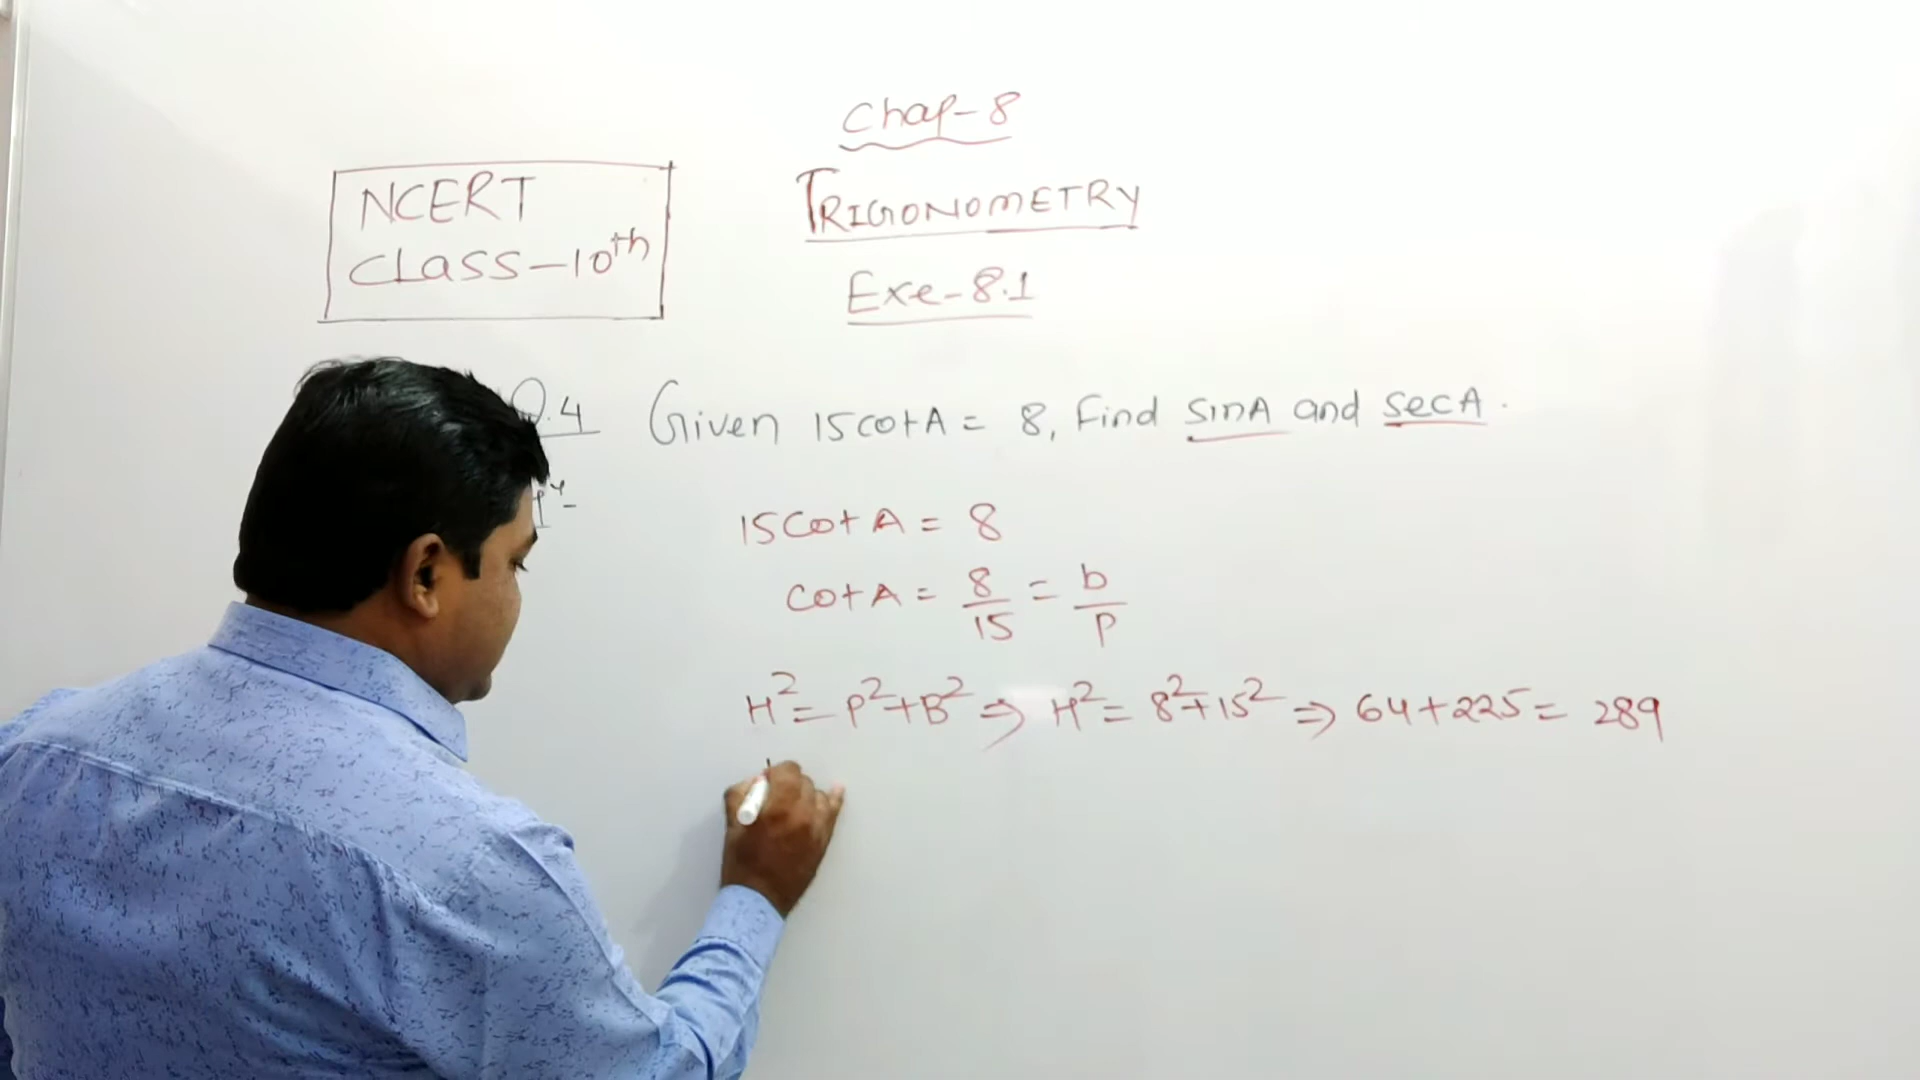 Chap-8
NCERT
CLASS-10th
TRIGONOMETRY
Exe-8.1
Q.4 Given 15cotA = 8, Find sinA and secA.
15cotA = 8
cotA = 8/15 = b/P
H² = P²+B² ⇒ H² = 8²+15² ⇒ 64+225 = 289